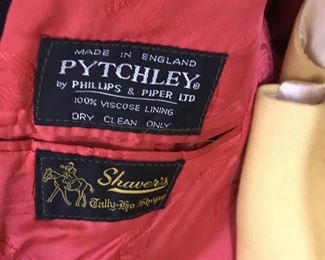 MADE IN ENGLAND
PYTCHLEY®
by PHILLIPS & PIPER LTD
100% VISCOSE LINING
DRY CLEAN ONLY
Shaver's
Tally-Ho Shoppe